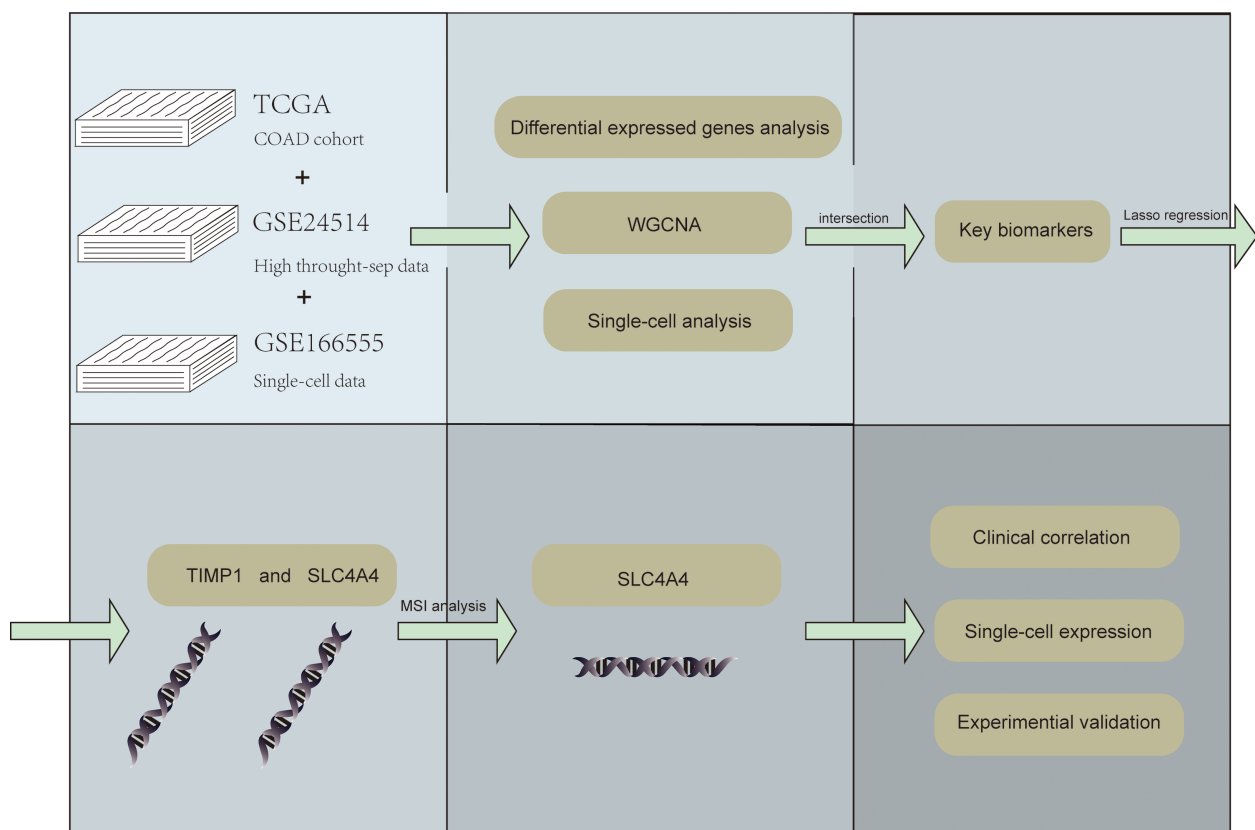 TCGA
COAD cohort
+
GSE24514
High throught-sep data
+
GSE166555
Single-cell data
Differential expressed genes analysis
WGCNA
Single-cell analysis
intersection
Key biomarkers
Lasso regression
TIMP1 and SLC4A4
MSI analysis
SLC4A4
Clinical correlation
Single-cell expression
Experimential validation